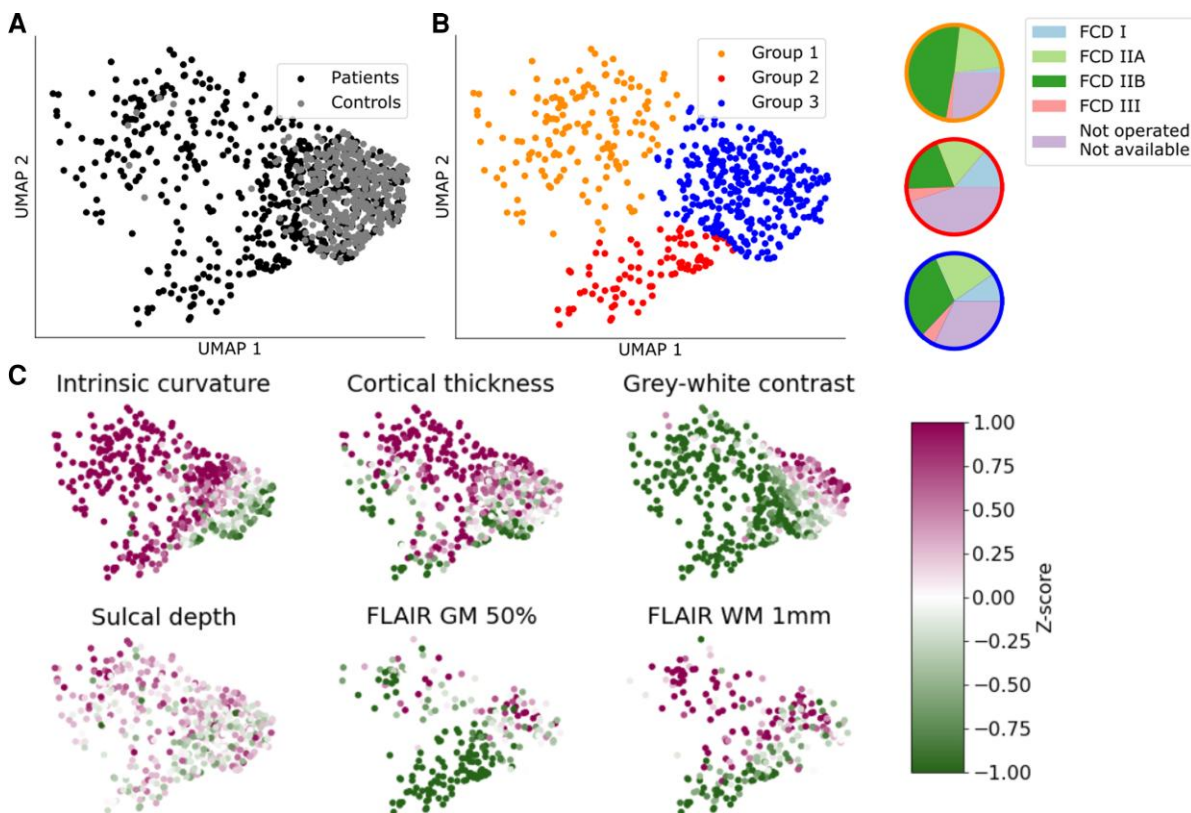 A
Patients
Controls
UMAP 2
UMAP 1
B
Group 1
Group 2
Group 3
UMAP 2
UMAP 1
FCD I
FCD IIA
FCD IIB
FCD III
Not operated
Not available
C
Intrinsic curvature
Cortical thickness
Grey-white contrast
Sulcal depth
FLAIR GM 50%
FLAIR WM 1mm
1.00
0.75
0.50
0.25
0.00
−0.25
−0.50
−0.75
−1.00
Z-score